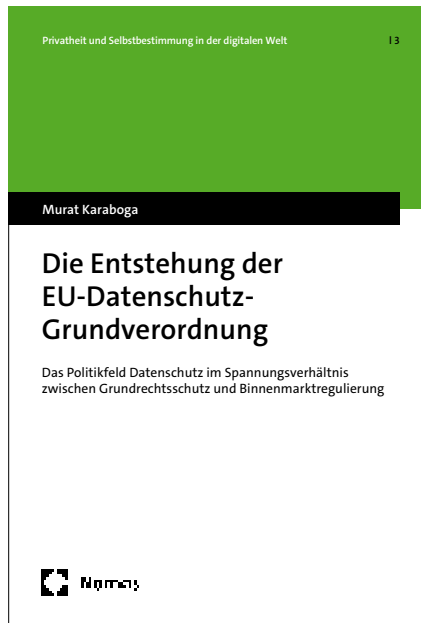 Privatheit und Selbstbestimmung in der digitalen Welt | 3
Murat Karaboga
Die Entstehung der
EU-Datenschutz-
Grundverordnung
Das Politikfeld Datenschutz im Spannungsverhältnis
zwischen Grundrechtsschutz und Binnenmarktregulierung
Nomos